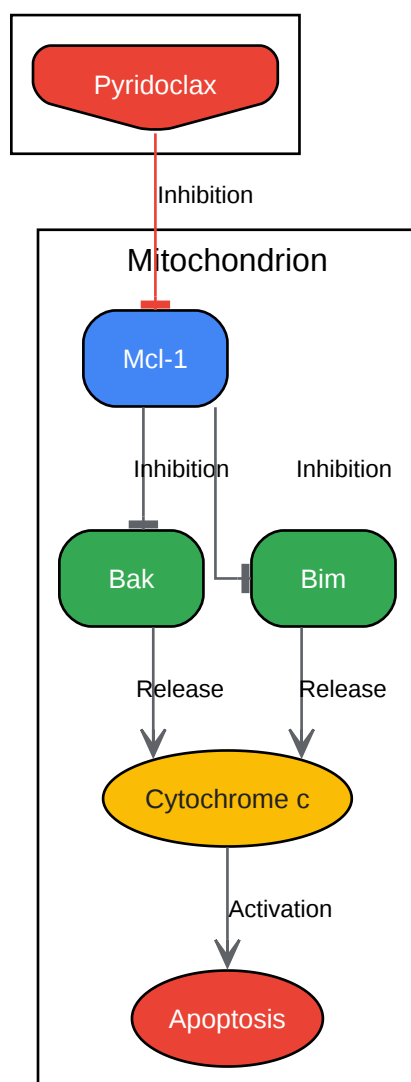 Pyridoclax
Inhibition
Mitochondrion
Mcl-1
Inhibition
Inhibition
Bak
Bim
Release
Release
Cytochrome c
Activation
Apoptosis